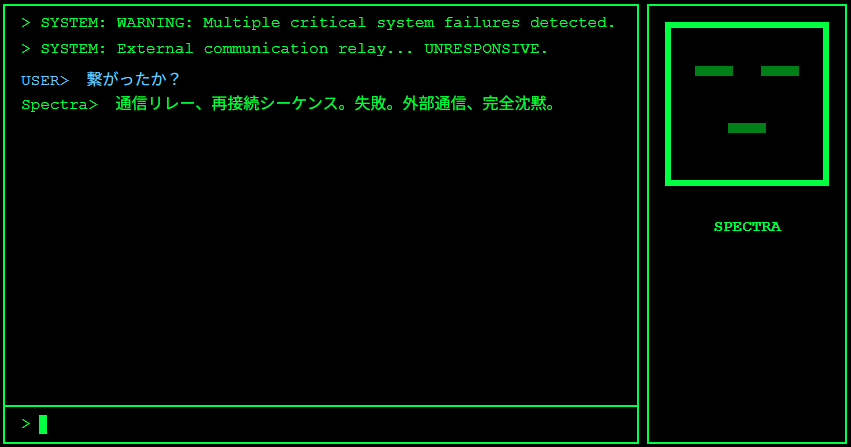 > SYSTEM: WARNING: Multiple critical system failures detected.
> SYSTEM: External communication relay... UNRESPONSIVE.
USER> 繋がったか？
Spectra> 通信リレー、再接続シーケンス。失敗。外部通信、完全沈黙。
SPECTRA
>